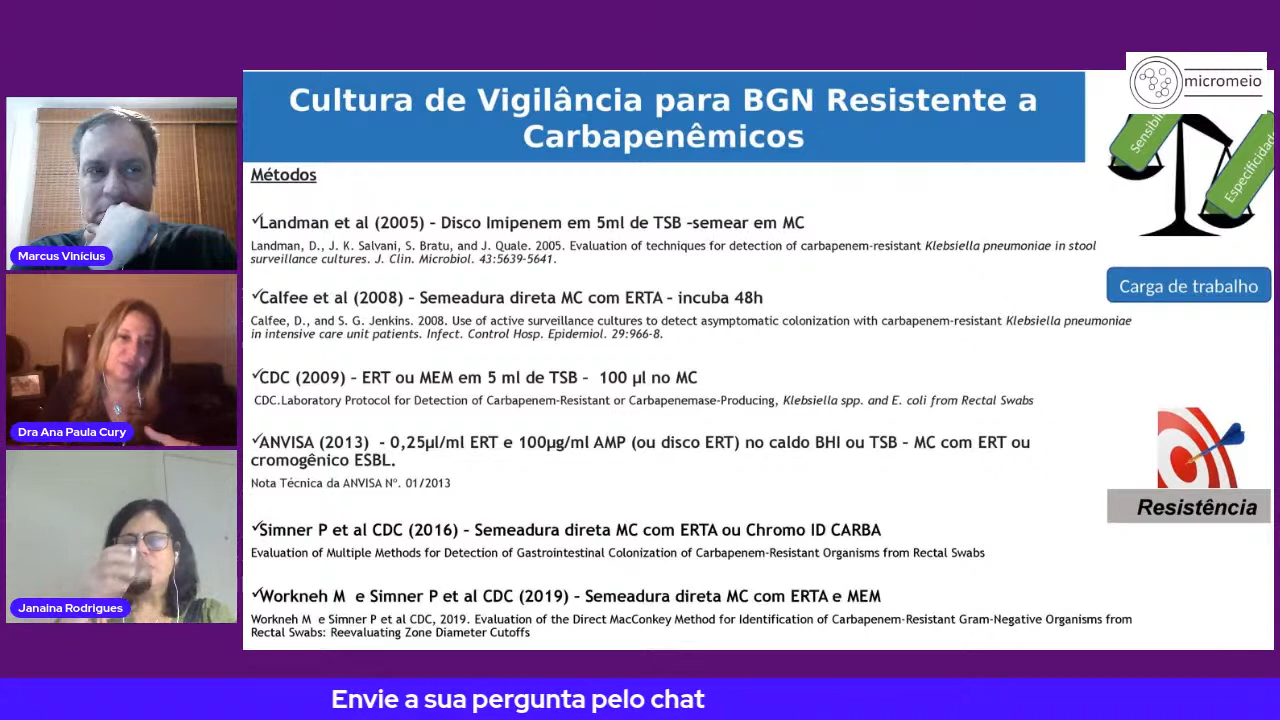 micromeio
Cultura de Vigilância para BGN Resistente a
Carbapenêmicos
Métodos
✓Landman et al (2005) – Disco Imipenem em 5ml de TSB –semear em MC
Landman, D., J. K. Salvani, S. Bratu, and J. Quale. 2005. Evaluation of techniques for detection of carbapenem-resistant Klebsiella pneumoniae in stool
surveillance cultures. J. Clin. Microbiol. 43:5639-5641.
✓Calfee et al (2008) – Semeadura direta MC com ERTA – incuba 48h
Calfee, D., and S. G. Jenkins. 2008. Use of active surveillance cultures to detect asymptomatic colonization with carbapenem-resistant Klebsiella pneumoniae
in intensive care unit patients. Infect. Control Hosp. Epidemiol. 29:966-8.
✓CDC (2009) – ERT ou MEM em 5 ml de TSB – 100 µl no MC
CDC.Laboratory Protocol for Detection of Carbapenem-Resistant or Carbapenemase-Producing, Klebsiella spp. and E. coli from Rectal Swabs
✓ANVISA (2013) - 0,25µl/ml ERT e 100µg/ml AMP (ou disco ERT) no caldo BHI ou TSB – MC com ERT ou
cromogênico ESBL.
Nota Técnica da ANVISA Nº. 01/2013
✓Simner P et al CDC (2016) – Semeadura direta MC com ERTA ou Chromo ID CARBA
Evaluation of Multiple Methods for Detection of Gastrointestinal Colonization of Carbapenem-Resistant Organisms from Rectal Swabs
✓Workneh M e Simner P et al CDC (2019) – Semeadura direta MC com ERTA e MEM
Workneh M e Simner P et al CDC, 2019. Evaluation of the Direct MacConkey Method for Identification of Carbapenem-Resistant Gram-Negative Organisms from
Rectal Swabs: Reevaluating Zone Diameter Cutoffs
Especificidade
Carga de trabalho
Resistência
Marcus Vinícius
Dra Ana Paula Cury
Janaina Rodrigues
Envie a sua pergunta pelo chat